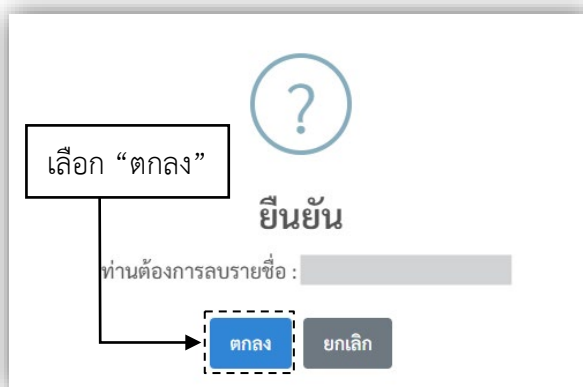 ?
เลือก “ตกลง”
ยืนยัน
ท่านต้องการลบรายชื่อ :
ตกลง ยกเลิก